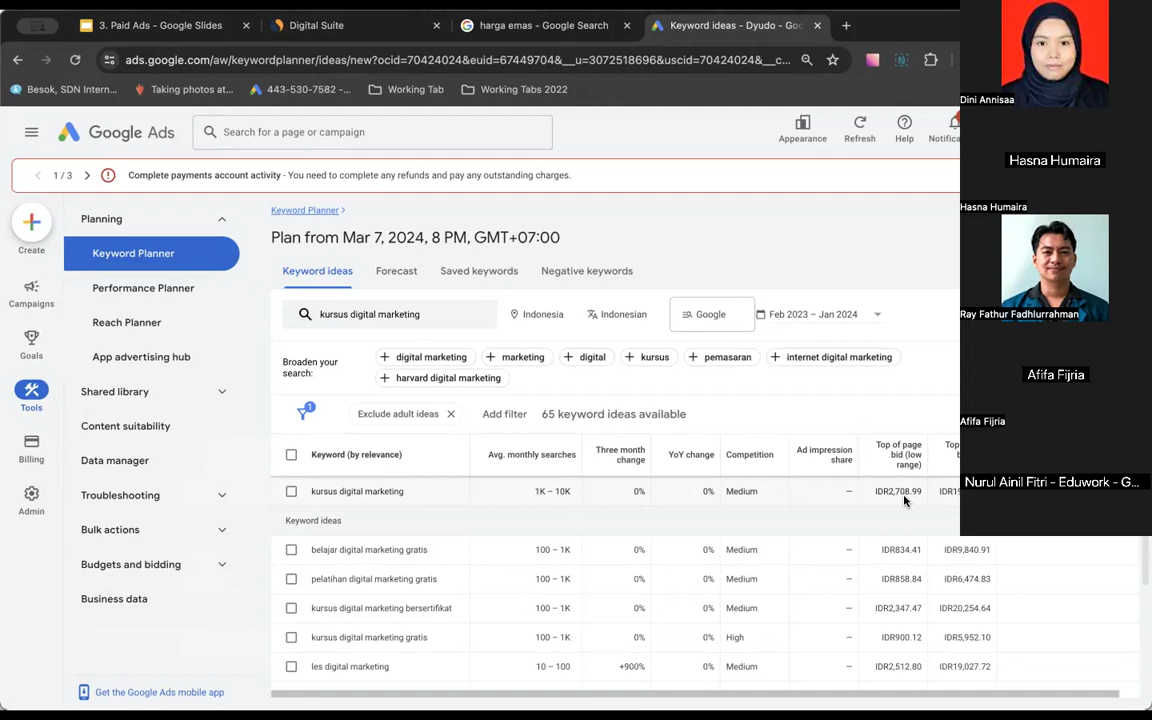 3. Paid Ads - Google Slides
Digital Suite
harga emas - Google Search
Keyword ideas - Dyudo - Goo
ads.google.com/aw/keywordplanner/ideas/new?ocid=70424024&euid=67449704&__u=3072518696&uscid=70424024&__c...
Besok, SDN Intern...
Taking photos at...
443-530-7582 -...
Working Tab
Working Tabs 2022
Google Ads
Search for a page or campaign
Appearance
Refresh
Help
Notifica
1 / 3
Complete payments account activity - You need to complete any refunds and pay any outstanding charges.
Create
Campaigns
Goals
Tools
Billing
Admin
Planning
Keyword Planner
Performance Planner
Reach Planner
App advertising hub
Shared library
Content suitability
Data manager
Troubleshooting
Bulk actions
Budgets and bidding
Business data
Get the Google Ads mobile app
Keyword Planner
Plan from Mar 7, 2024, 8 PM, GMT+07:00
Keyword ideas
Forecast
Saved keywords
Negative keywords
kursus digital marketing
Indonesia
Indonesian
Google
Feb 2023 – Jan 2024
Broaden your
search:
digital marketing
marketing
digital
kursus
pemasaran
internet digital marketing
harvard digital marketing
1
Exclude adult ideas
Add filter
65 keyword ideas available
Keyword (by relevance)
Avg. monthly searches
Three month
change
YoY change
Competition
Ad impression
share
Top of page
bid (low
range)
Top
kursus digital marketing 1K – 10K 0% 0% Medium — IDR2,708.99 IDR19
Keyword ideas
belajar digital marketing gratis 100 – 1K 0% 0% Medium — IDR834.41 IDR9,840.91
pelatihan digital marketing gratis 100 – 1K 0% 0% Medium — IDR858.84 IDR6,474.83
kursus digital marketing bersertifikat 100 – 1K 0% 0% Medium — IDR2,347.47 IDR20,254.64
kursus digital marketing gratis 100 – 1K 0% 0% High — IDR900.12 IDR5,952.10
les digital marketing 10 – 100 +900% 0% Medium — IDR2,512.80 IDR19,027.72
Dini Annisaa
Hasna Humaira
Hasna Humaira
Ray Fathur Fadhlurrahman
Afifa Fijria
Afifa Fijria
Nurul Ainil Fitri - Eduwork - G...